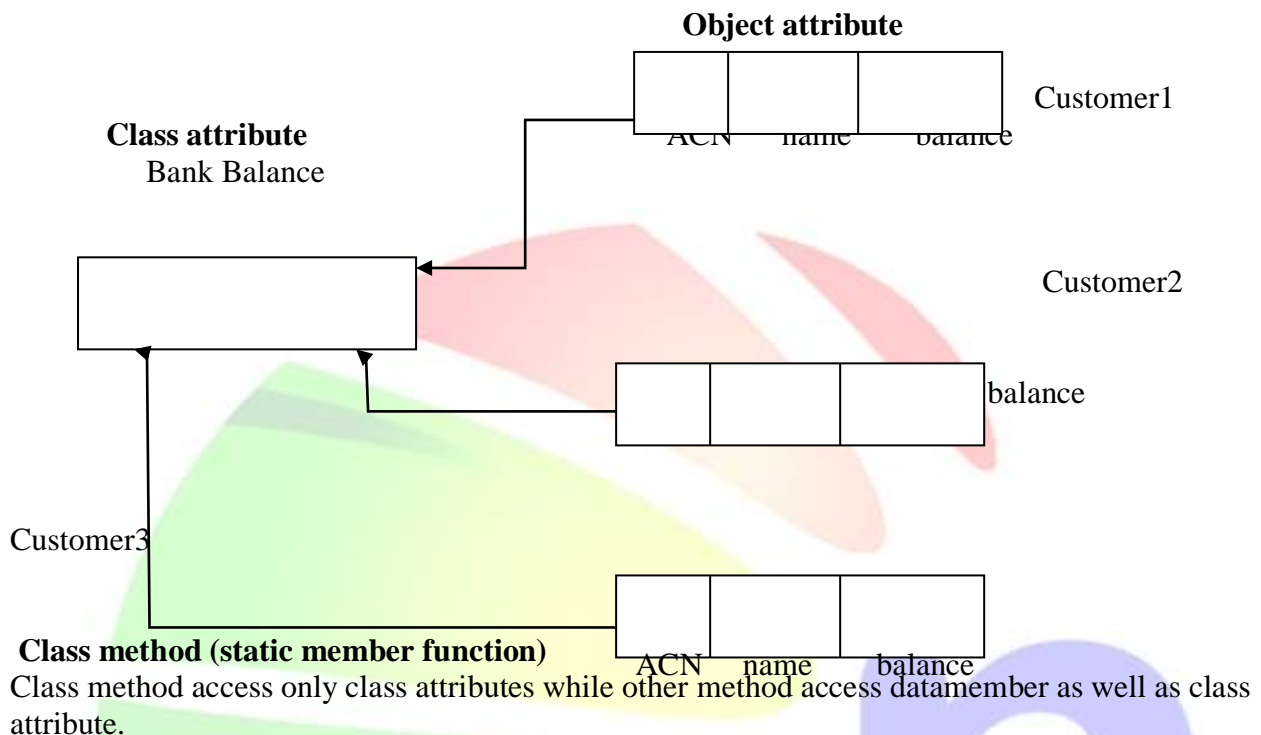 Object attribute
Customer1
ACN name balance
Class attribute
Bank Balance
Customer2
balance
Customer3
Class method (static member function)
ACN name balance
Class method access only class attributes while other method access datamember as well as class
attribute.